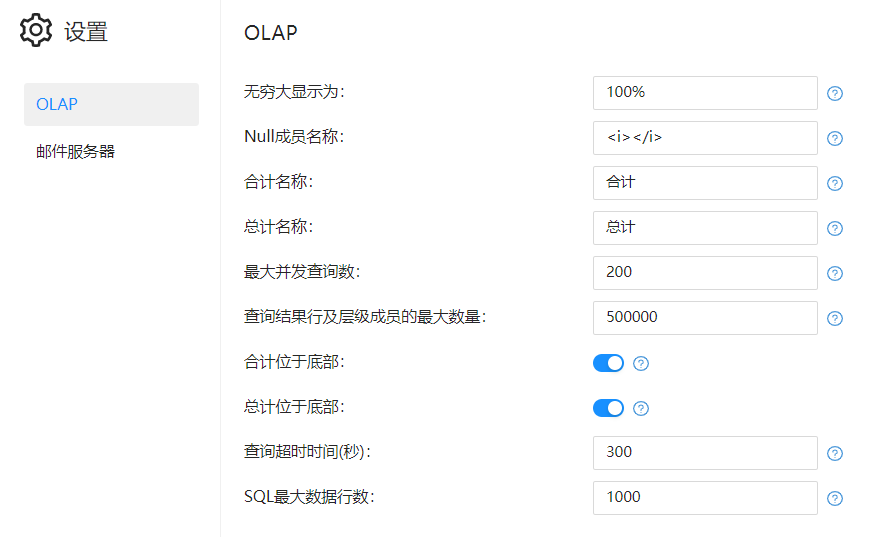 设置
OLAP
邮件服务器
OLAP
无穷大显示为: 100%
Null成员名称: <i></i>
合计名称: 合计
总计名称: 总计
最大并发查询数: 200
查询结果行及层级成员的最大数量: 500000
合计位于底部:
总计位于底部:
查询超时时间(秒): 300
SQL最大数据行数: 1000